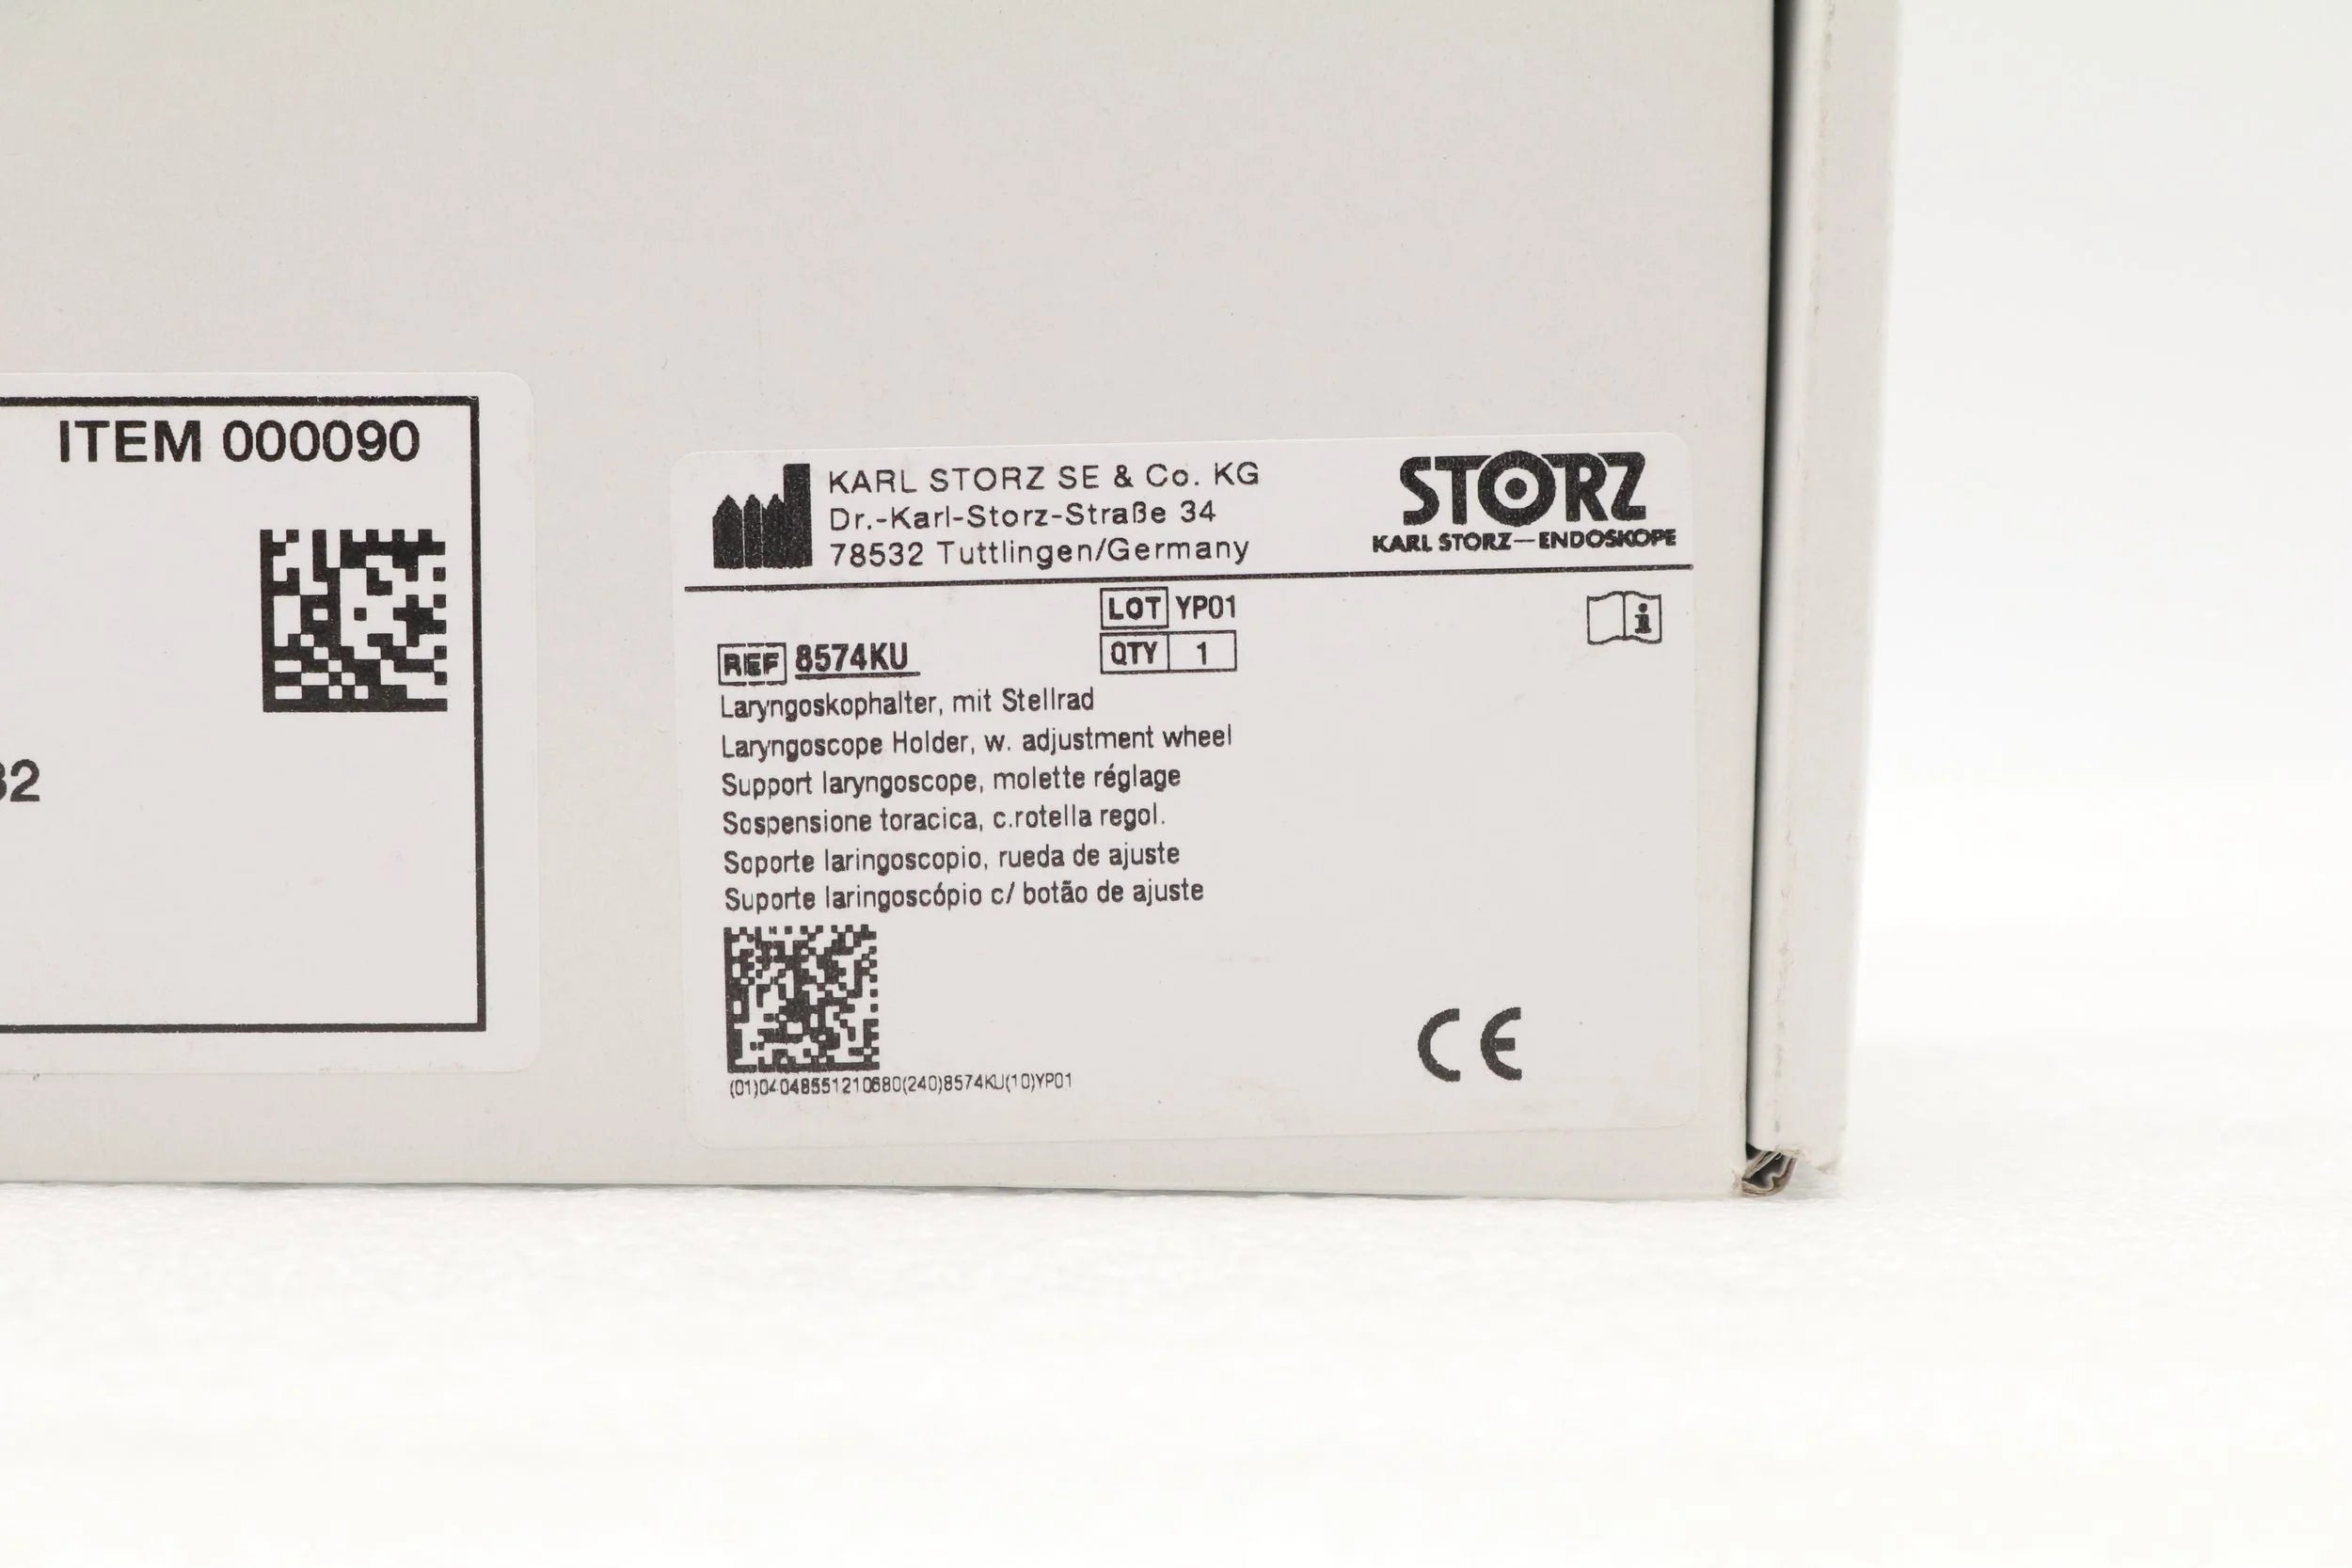 ITEM 000090
32
KARL STORZ SE & Co. KG
Dr.-Karl-Storz-Straße 34
78532 Tuttlingen/Germany
STORZ
KARL STORZ—ENDOSKOPE
LOT YP01
REF 8574KU
QTY 1
Laryngoskophalter, mit Stellrad
Laryngoscope Holder, w. adjustment wheel
Support laryngoscope, molette réglage
Sospensione toracica, c.rotella regol.
Soporte laringoscopio, rueda de ajuste
Suporte laringoscópio c/ botão de ajuste
(01)04048551210680(240)8574KU(10)YP01
CE